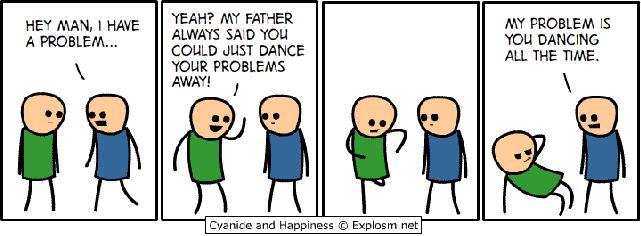 HEY MAN, I HAVE
A PROBLEM...
YEAH? MY FATHER
ALWAYS SAID YOU
COULD JUST DANCE
YOUR PROBLEMS
AWAY!
MY PROBLEM IS
YOU DANCING
ALL THE TIME.
Cyanide and Happiness © Explosm.net